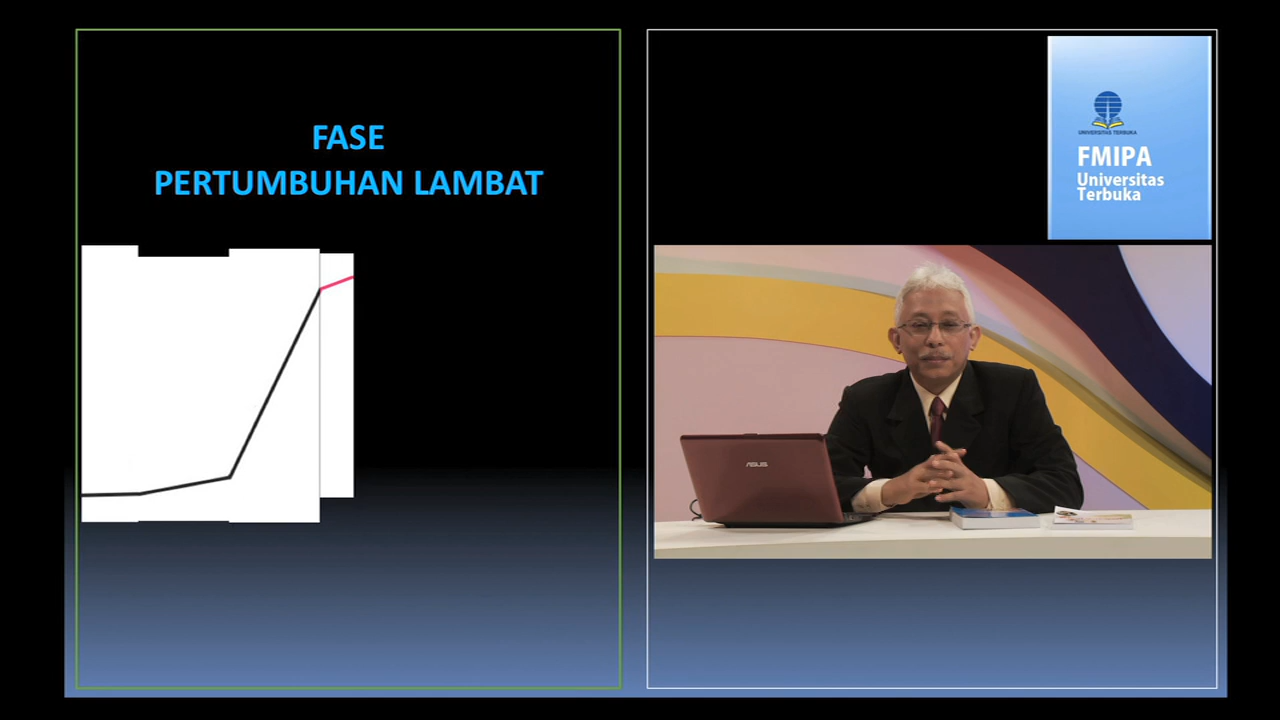 FASE
PERTUMBUHAN LAMBAT
UNIVERSITAS TERBUKA
FMIPA
Universitas
Terbuka
ASUS